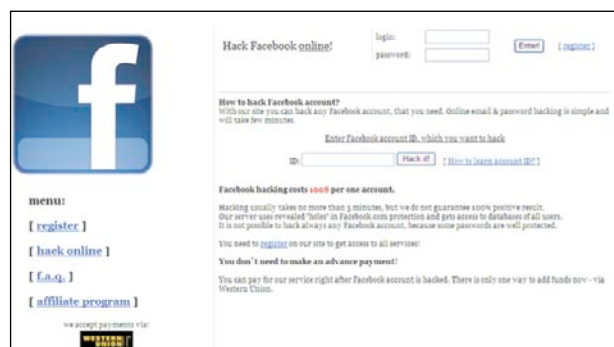 f
Hack Facebook online!
login:
password:
Enter!
[ register ]
How to hack Facebook account?
With our site you can hack any Facebook account, that you need. Online email & password hacking is simple and
will take few minutes.
Enter Facebook account ID, which you want to hack
ID:
Hack it!
[ How to learn account ID? ]
Facebook hacking costs 100$ per one account.
Hacking usually takes no more than 5 minutes, but we do not guarantee 100% positive result.
Our server uses revealed 'holes' in Facebook.com protection and gets access to databases of all users.
It is not possible to hack always any Facebook account, because some passwords are well protected.
You need to register on our site to get access to all services!
You don't need to make an advance payment!
You can pay for our service right after Facebook account is hacked. There is only one way to add funds now - via
Western Union.
menu:
[ register ]
[ hack online ]
[ f.a.q. ]
[ affiliate program ]
we accept payments via:
WESTERN
UNION